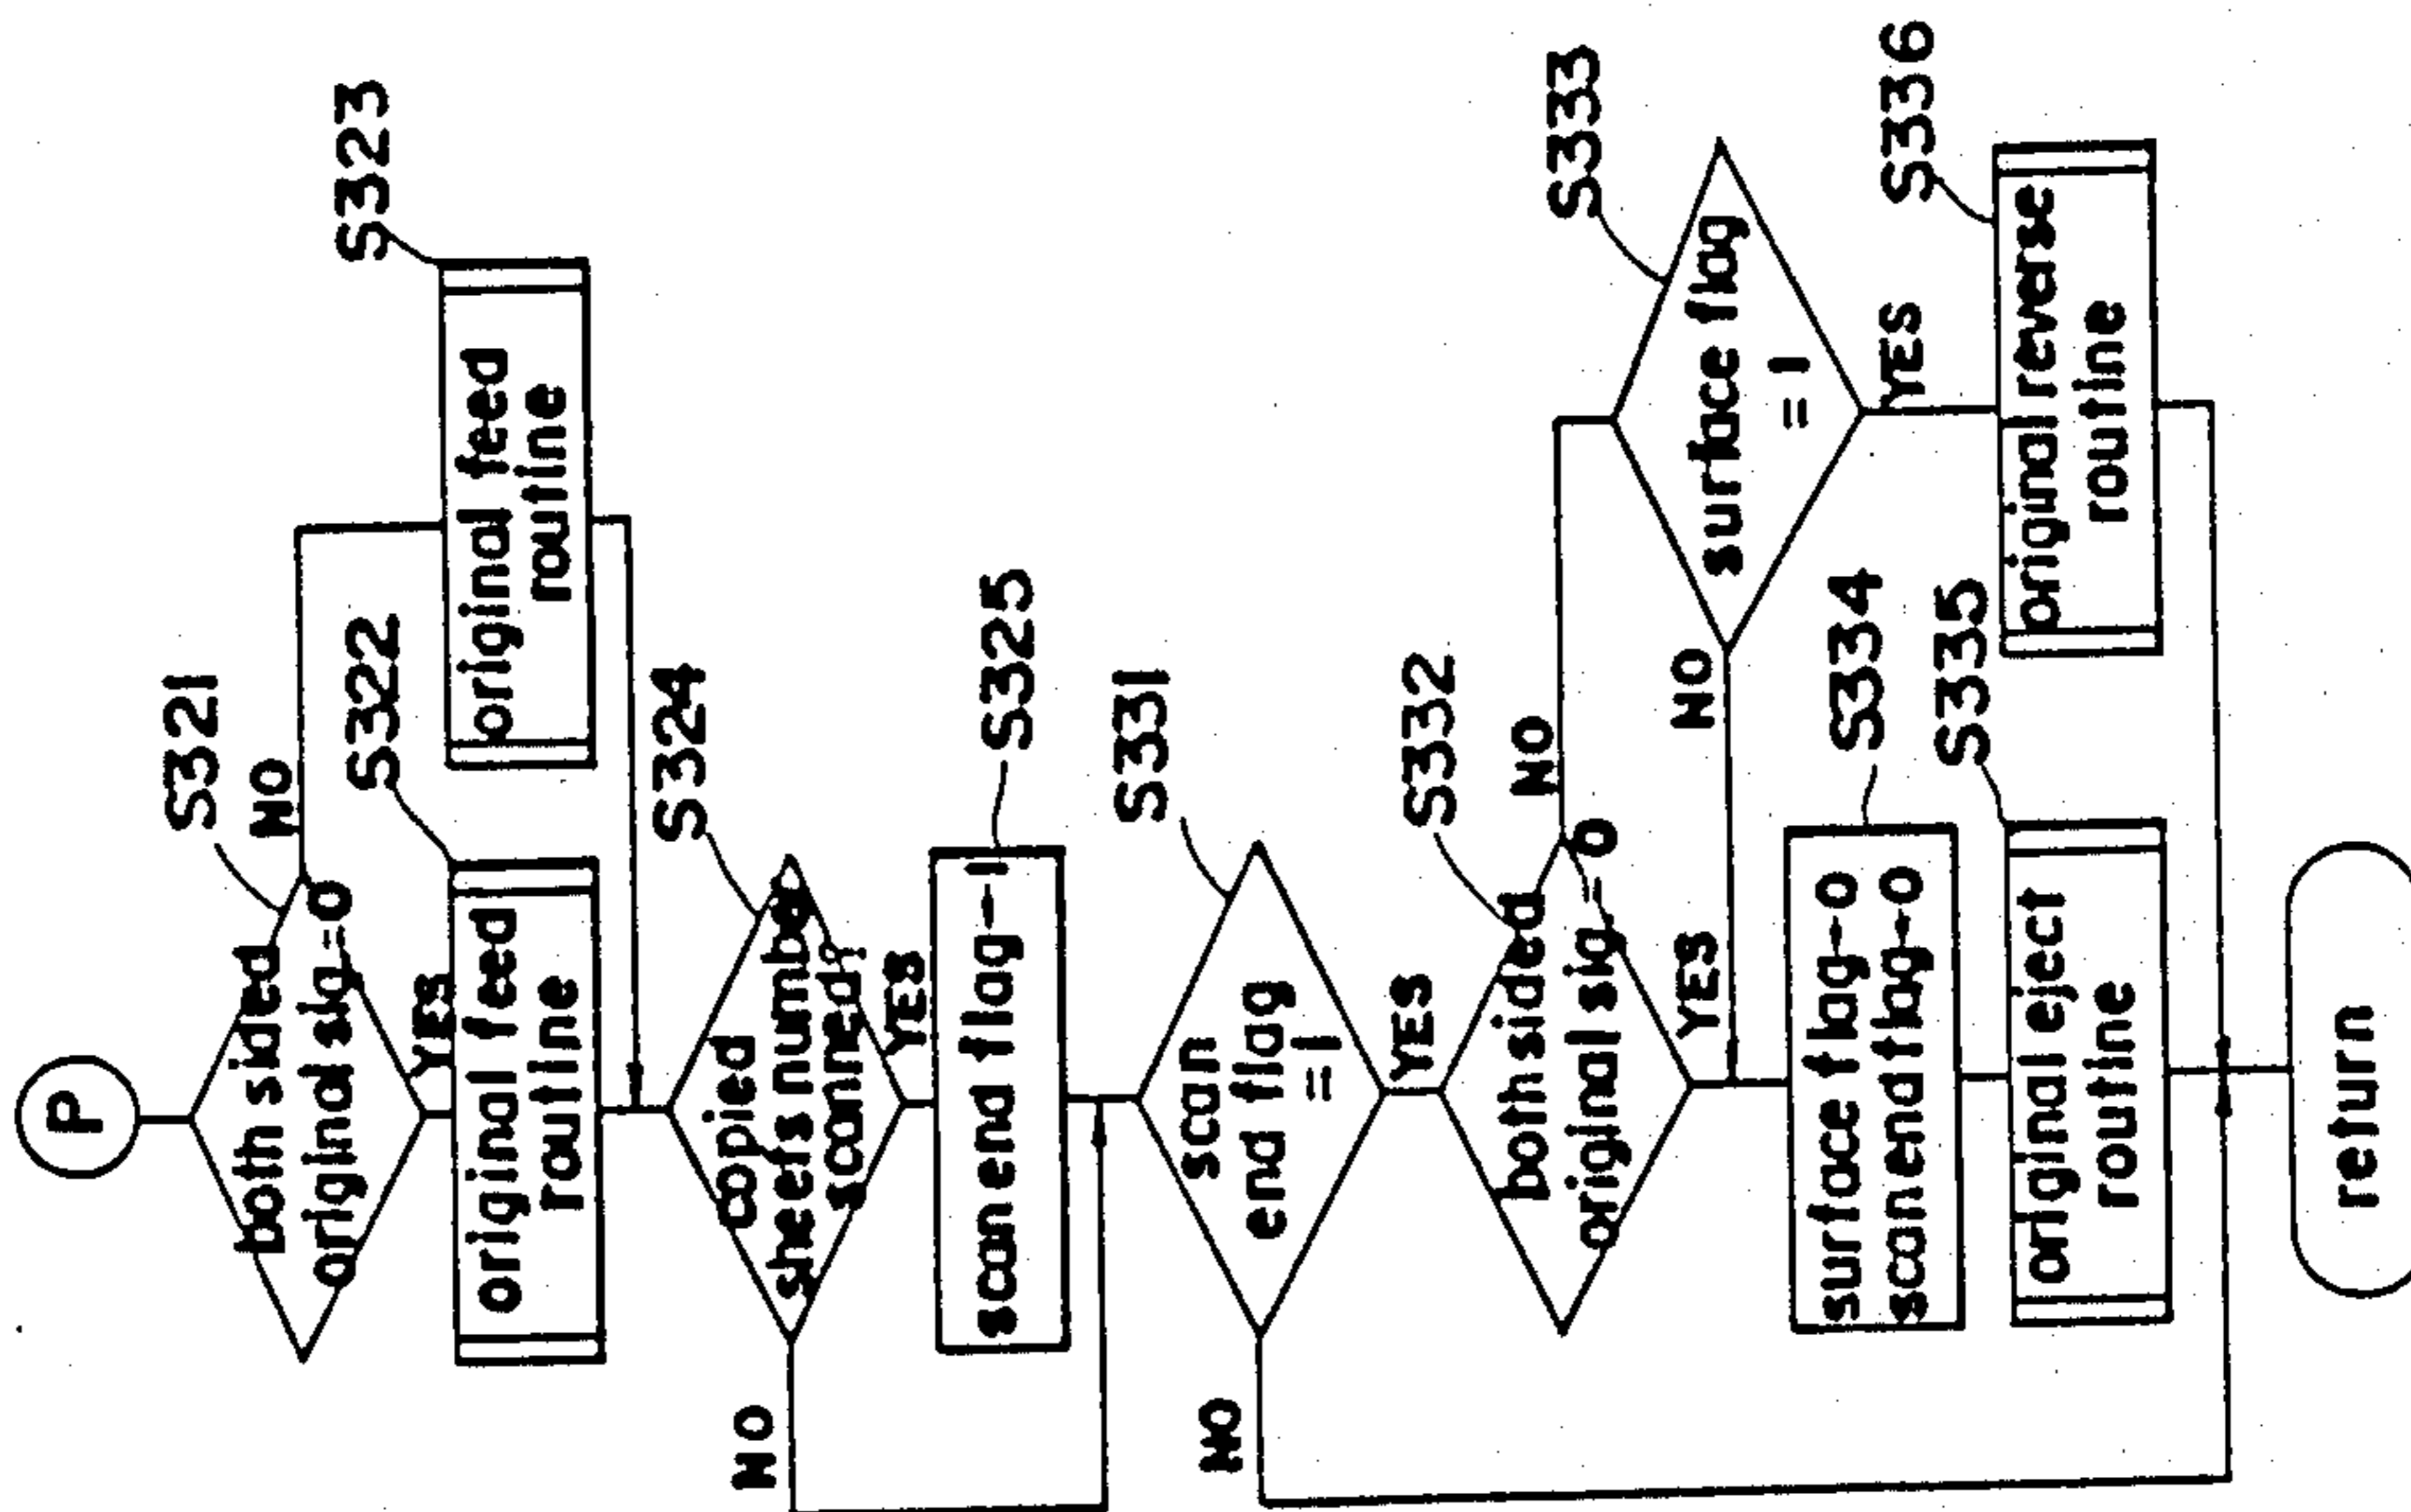 P
S321
both sided
original sig=0
NO
YES
S322
original feed
routine
S323
original feed
routine
S324
copied
sheets number
scaned?
NO
YES
S325
scan end flag←1
S331
scan
end flag
=1
NO
YES
S332
both sided
original sig=0
NO
YES
S333
surface flag
=1
NO
YES
S334
surface flag←0
scan end flag←0
S335
original eject
routine
S336
original reverse
routine
return